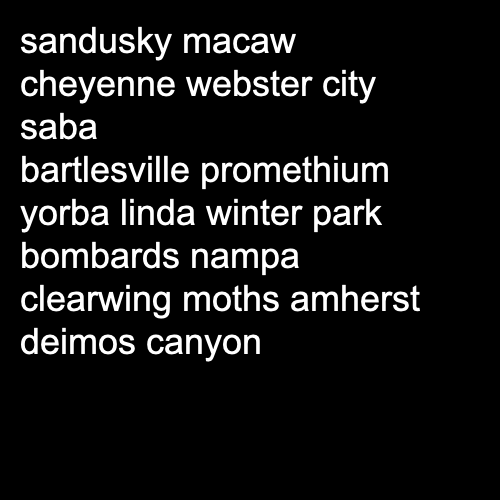 sandusky macaw
cheyenne webster city
saba
bartlesville promethium
yorba linda winter park
bombards nampa
clearwing moths amherst
deimos canyon